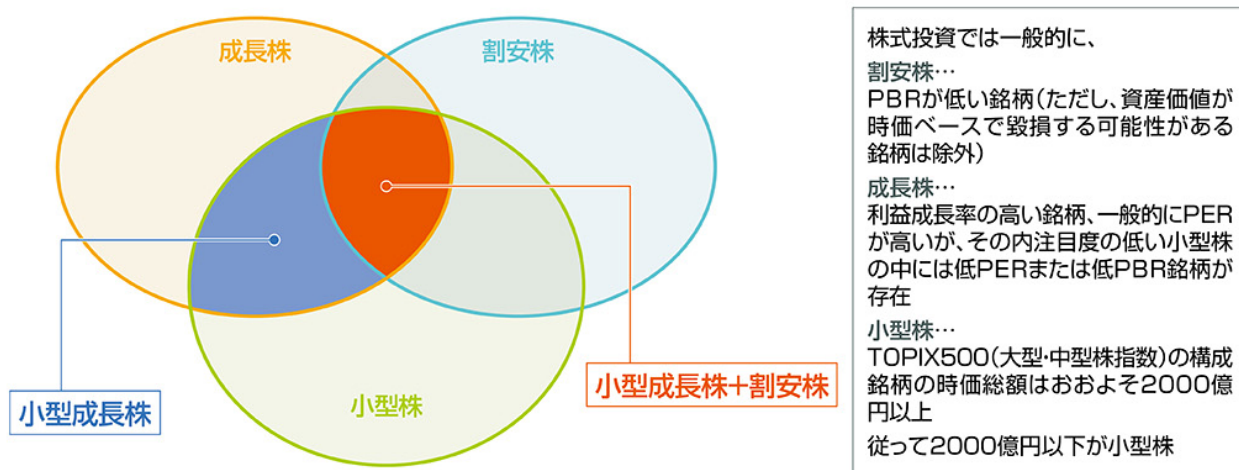 成長株
割安株
小型成長株
小型株
小型成長株＋割安株
株式投資では一般的に、
割安株…
PBRが低い銘柄（ただし、資産価値が
時価ベースで毀損する可能性がある
銘柄は除外）
成長株…
利益成長率の高い銘柄、一般的にPER
が高いが、その内注目度の低い小型株
の中には低PERまたは低PBR銘柄が
存在
小型株…
TOPIX500（大型・中型株指数）の構成
銘柄の時価総額はおおよそ2000億
円以上
従って2000億円以下が小型株